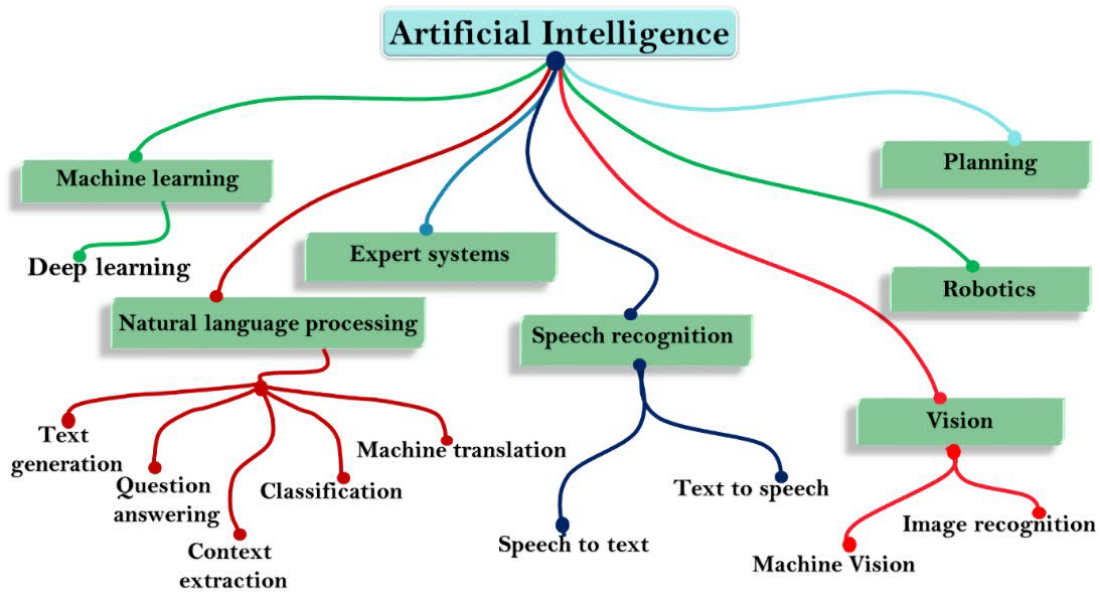 Artificial Intelligence
Machine learning
Planning
Deep learning
Expert systems
Robotics
Natural language processing
Speech recognition
Vision
Text
generation
Question
answering
Context
extraction
Classification
Machine translation
Speech to text
Text to speech
Machine Vision
Image recognition